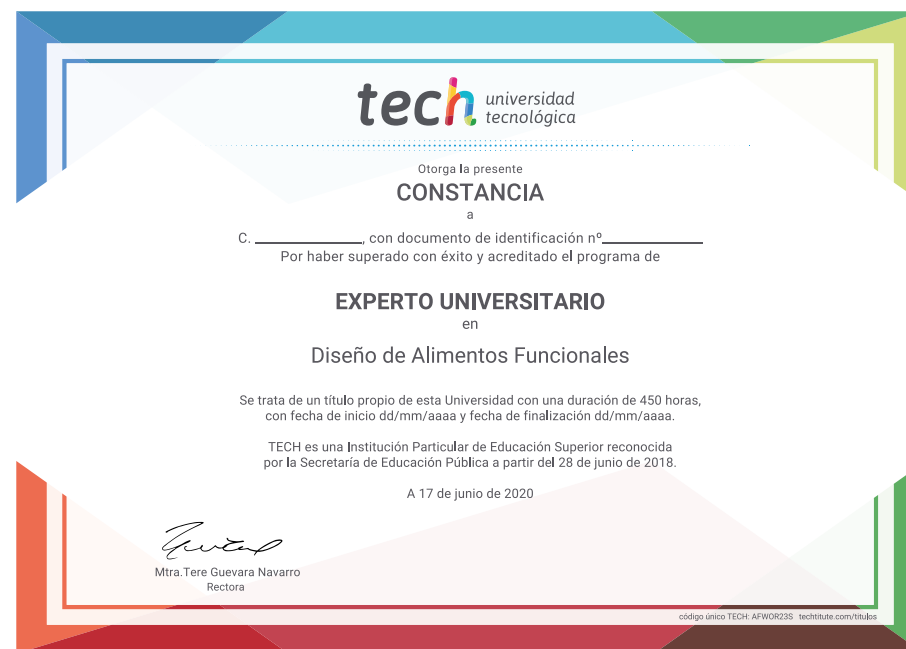 tech universidad
tecnológica
Otorga la presente
CONSTANCIA
a
C. ____________, con documento de identificación nº____________
Por haber superado con éxito y acreditado el programa de
EXPERTO UNIVERSITARIO
en
Diseño de Alimentos Funcionales
Se trata de un título propio de esta Universidad con una duración de 450 horas,
con fecha de inicio dd/mm/aaaa y fecha de finalización dd/mm/aaaa.
TECH es una Institución Particular de Educación Superior reconocida
por la Secretaría de Educación Pública a partir del 28 de junio de 2018.
A 17 de junio de 2020
Mtra.Tere Guevara Navarro
Rectora
código único TECH: AFWOR23S techtitute.com/titulos